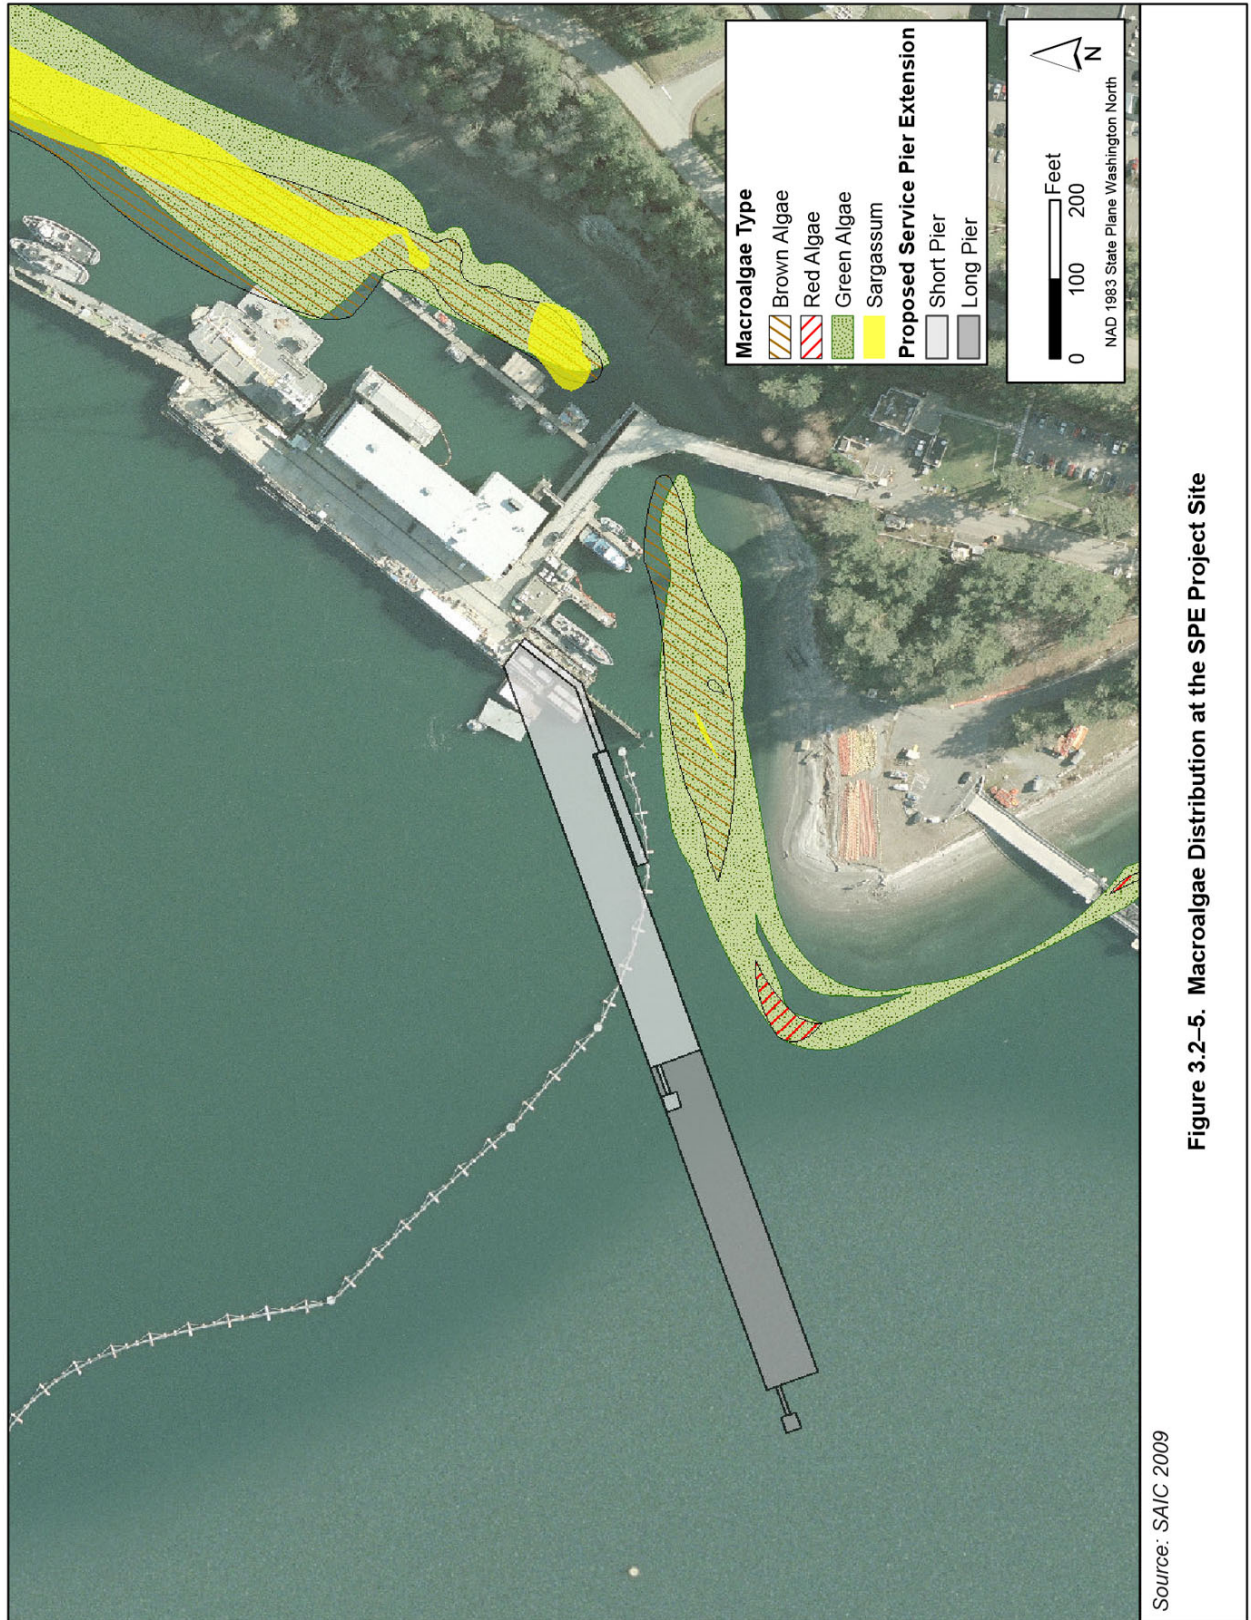 Macroalgae Type
Brown Algae
Red Algae
Green Algae
Sargassum
Proposed Service Pier Extension
Short Pier
Long Pier
N
0 100 200
Feet
NAD 1983 State Plane Washington North
Source: SAIC 2009
Figure 3.2–5. Macroalgae Distribution at the SPE Project Site